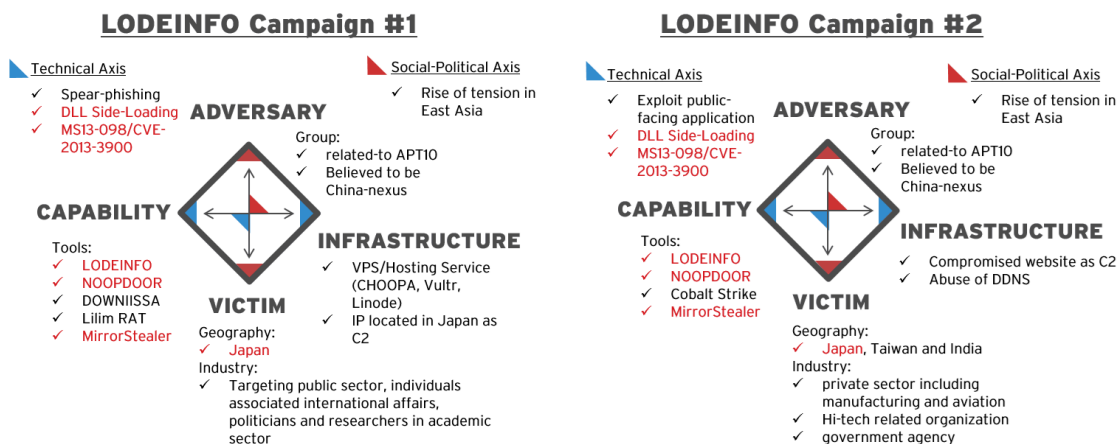 LODEINFO Campaign #1
Technical Axis
Spear-phishing
DLL Side-Loading
MS13-098/CVE-
2013-3900
Social-Political Axis
Rise of tension in
East Asia
ADVERSARY
Group:
related-to APT10
Believed to be
China-nexus
CAPABILITY
Tools:
LODEINFO
NOOPDOOR
DOWNIISSA
Lilim RAT
MirrorStealer
INFRASTRUCTURE
VPS/Hosting Service
(CHOOPA, Vultr,
Linode)
IP located in Japan as
C2
VICTIM
Geography:
Japan
Industry:
Targeting public sector, individuals
associated international affairs,
politicians and researchers in academic
sector
LODEINFO Campaign #2
Technical Axis
Exploit public-
facing application
DLL Side-Loading
MS13-098/CVE-
2013-3900
Social-Political Axis
Rise of tension in
East Asia
ADVERSARY
Group:
related-to APT10
Believed to be
China-nexus
CAPABILITY
Tools:
LODEINFO
NOOPDOOR
Cobalt Strike
MirrorStealer
INFRASTRUCTURE
Compromised website as C2
Abuse of DDNS
VICTIM
Geography:
Japan, Taiwan and India
Industry:
private sector including
manufacturing and aviation
Hi-tech related organization
government agency